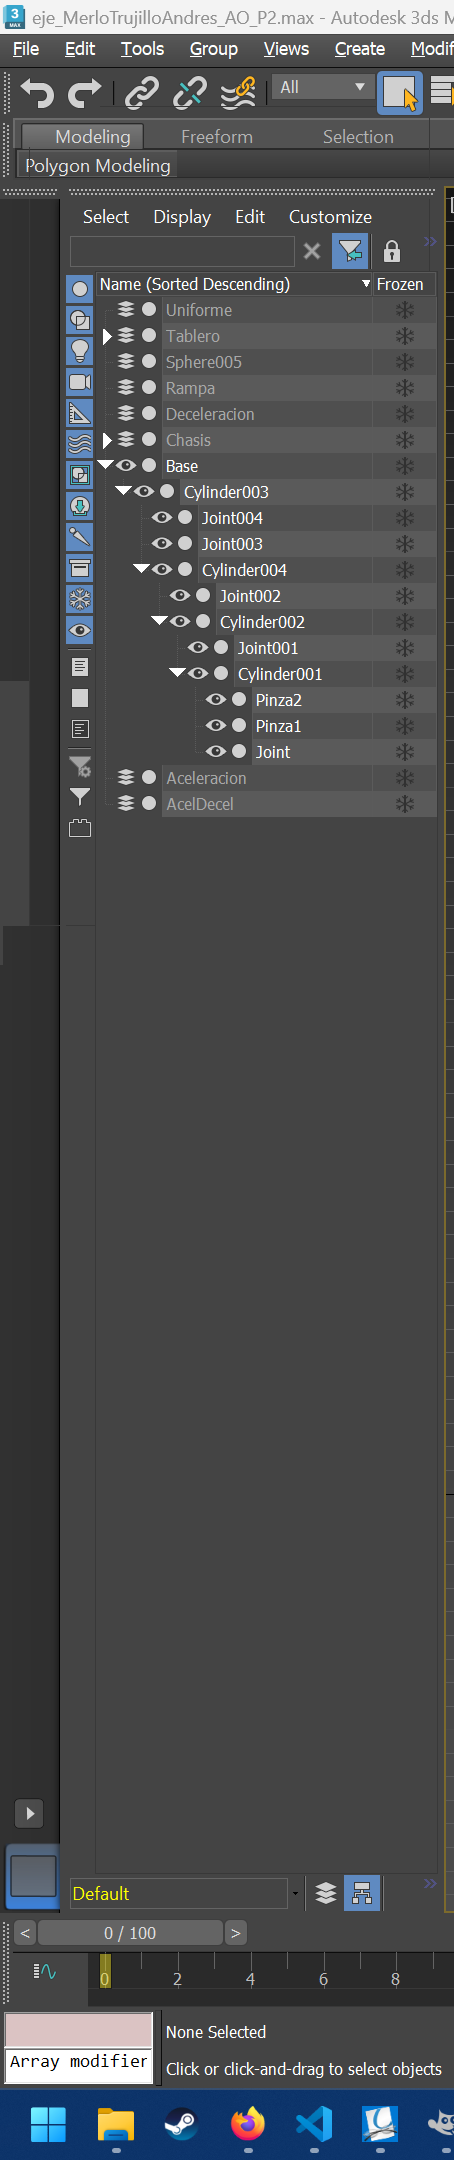 3
MAX
eje_MerloTrujilloAndres_AO_P2.max - Autodesk 3ds M
File Edit Tools Group Views Create Modif
All
Modeling Freeform Selection
Polygon Modeling
Select Display Edit Customize
Name (Sorted Descending) Frozen
Uniforme
Tablero
Sphere005
Rampa
Deceleracion
Chasis
Base
Cylinder003
Joint004
Joint003
Cylinder004
Joint002
Cylinder002
Joint001
Cylinder001
Pinza2
Pinza1
Joint
Aceleracion
AcelDecel
Default
< 0 / 100 >
0 2 4 6 8
None Selected
Array modifier
Click or click-and-drag to select objects